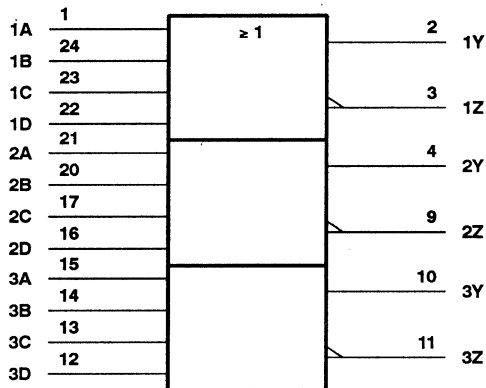 1A 1 ≥ 1 2 1Y
1B 24
1C 23 3 1Z
1D 22
2A 21 4 2Y
2B 20
2C 17 9 2Z
2D 16
3A 15 10 3Y
3B 14
3C 13 11 3Z
3D 12